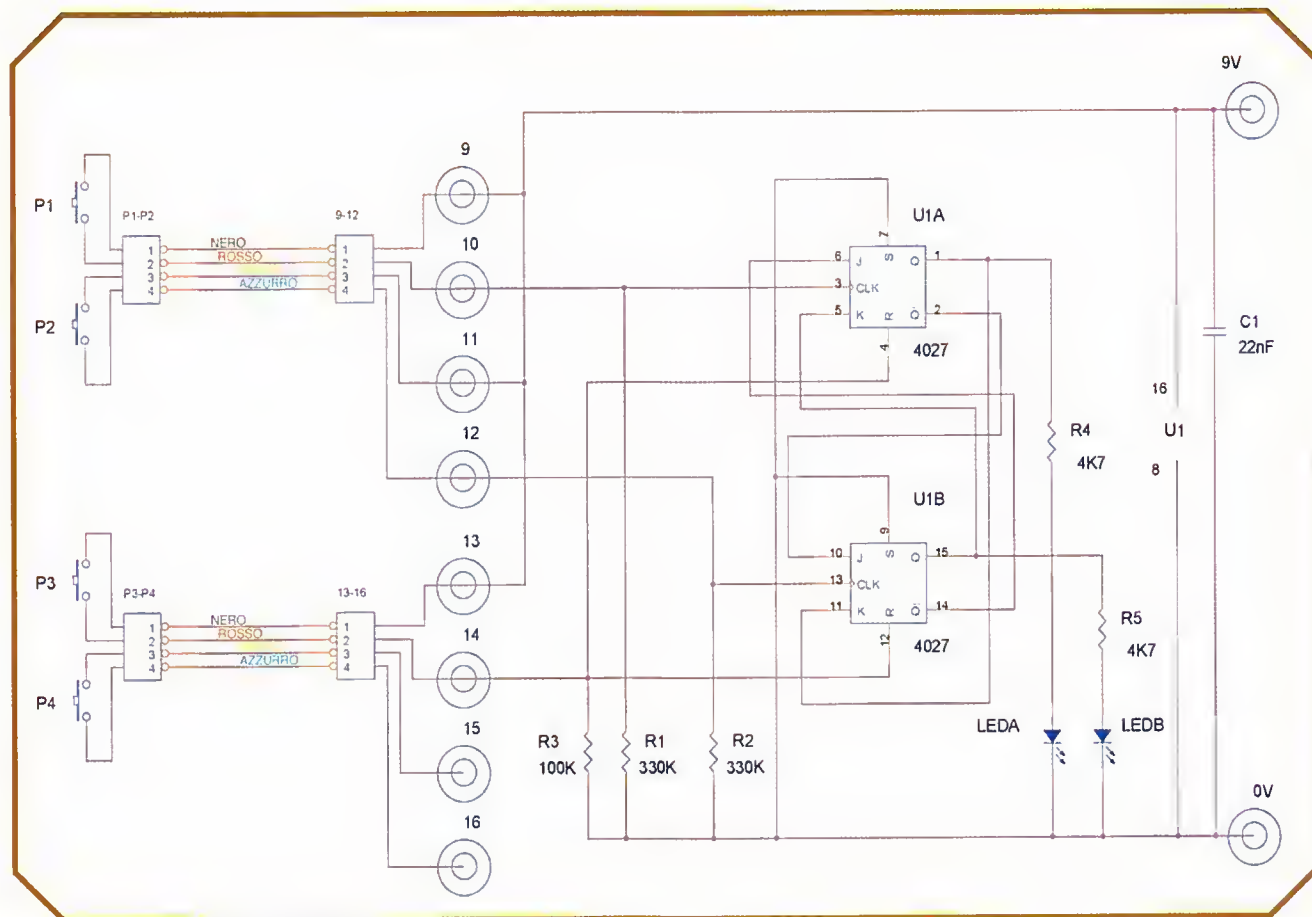 9V
9
P1
P1-P2
9-12
1 NERO 1
2 ROSSO 2
3 3
4 AZZURRO 4
P2
10
11
12
U1A
7
6 J S Q 1
3 CLK
5 K R Q 2
4
4027
C1
22nF
16
U1
8
R4
4K7
U1B
9
10 J S Q 15
13 CLK
11 K R Q 14
12
4027
R5
4K7
13
P3
P3-P4
13-16
1 NERO 1
2 ROSSO 2
3 3
4 AZZURRO 4
P4
14
15
16
R3
100K
R1
330K
R2
330K
LEDA
LEDB
0V